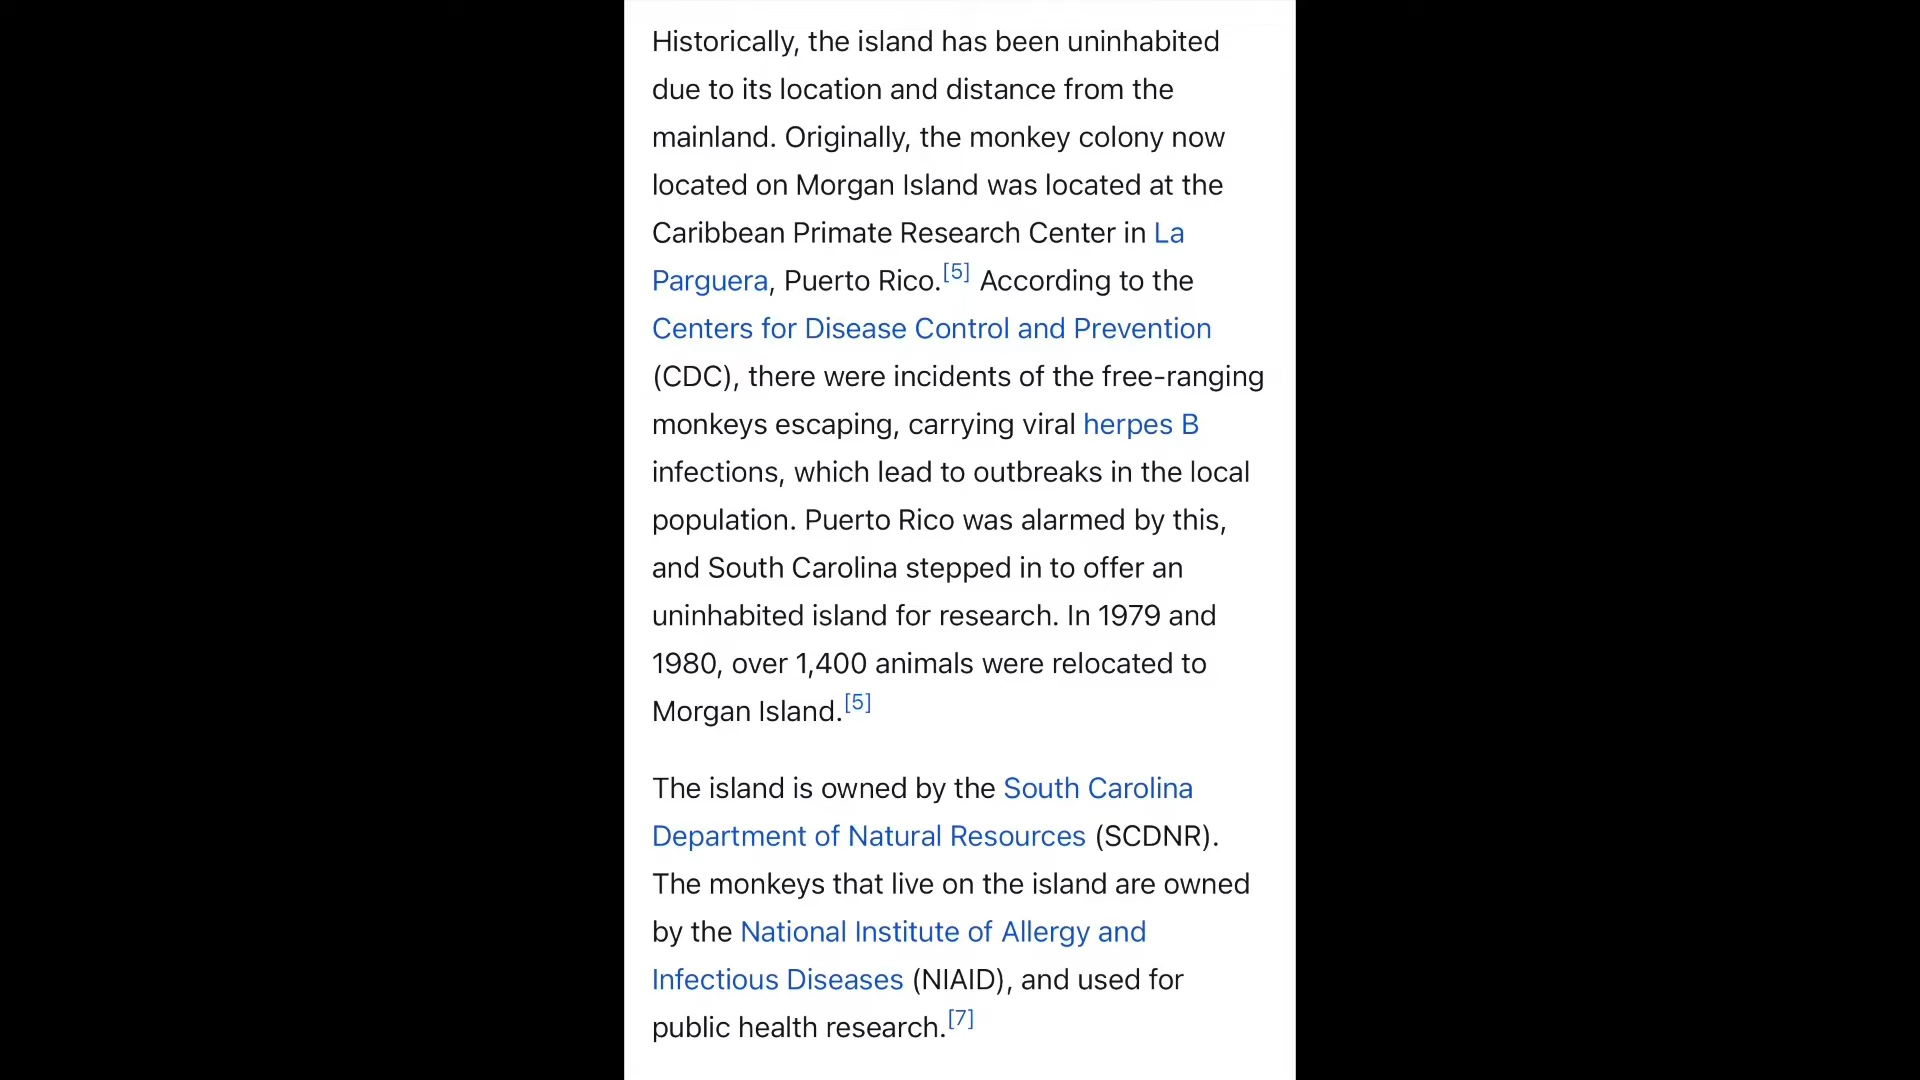 Historically, the island has been uninhabited
due to its location and distance from the
mainland. Originally, the monkey colony now
located on Morgan Island was located at the
Caribbean Primate Research Center in La
Parguera, Puerto Rico.[5] According to the
Centers for Disease Control and Prevention
(CDC), there were incidents of the free-ranging
monkeys escaping, carrying viral herpes B
infections, which lead to outbreaks in the local
population. Puerto Rico was alarmed by this,
and South Carolina stepped in to offer an
uninhabited island for research. In 1979 and
1980, over 1,400 animals were relocated to
Morgan Island.[5]
The island is owned by the South Carolina
Department of Natural Resources (SCDNR).
The monkeys that live on the island are owned
by the National Institute of Allergy and
Infectious Diseases (NIAID), and used for
public health research.[7]